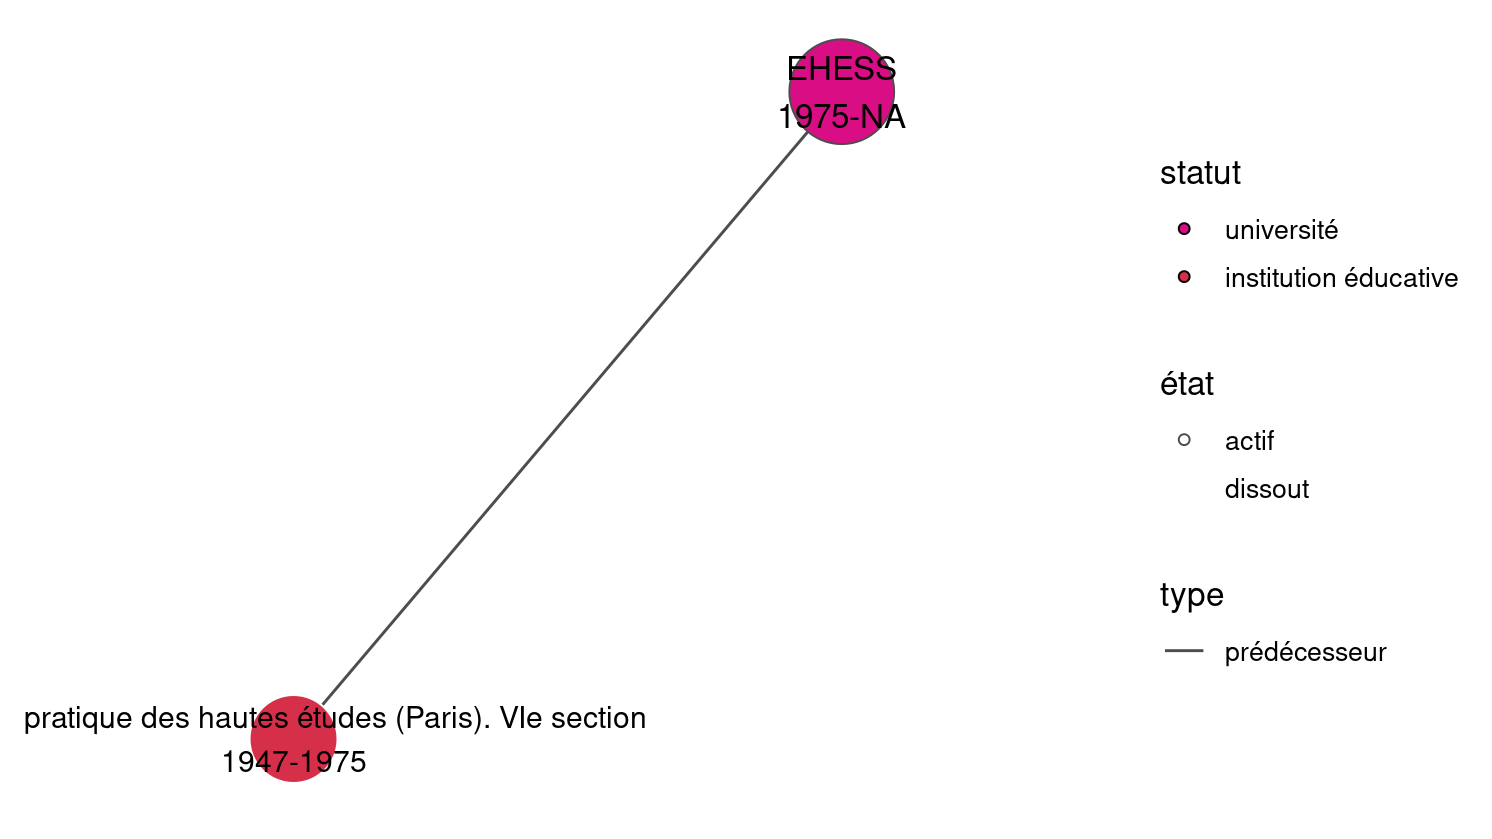 EHESS
1975-NA
pratique des hautes études (Paris). VIe section
1947-1975
statut
université
institution éducative
état
actif
dissout
type
prédécesseur